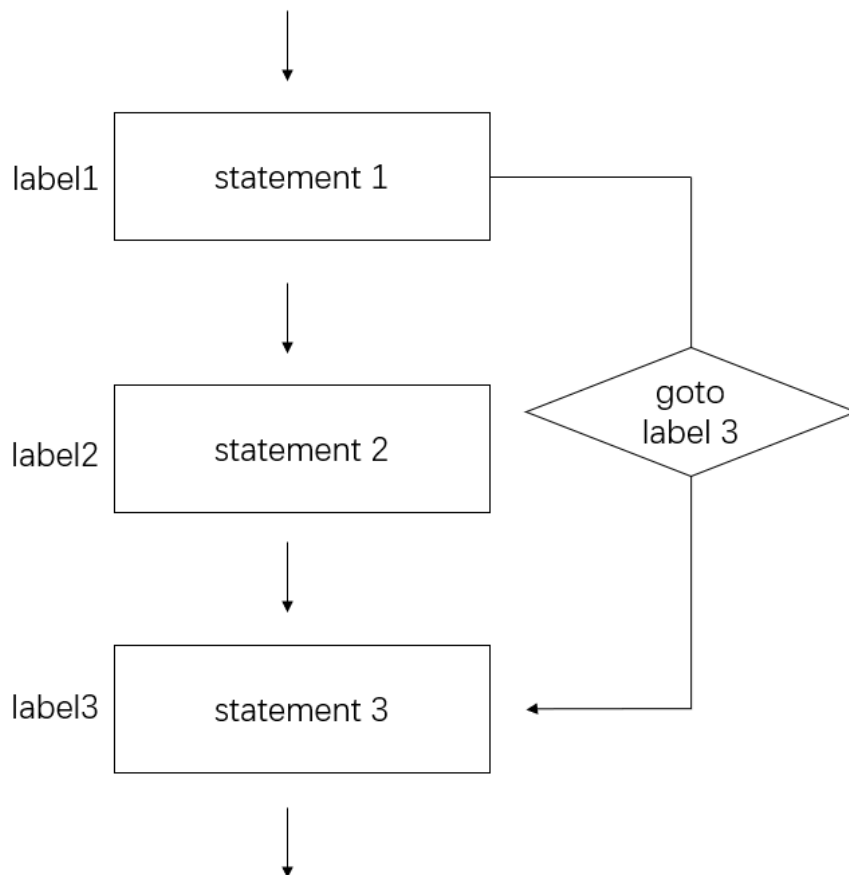 label1
statement 1
goto
label 3
label2
statement 2
label3
statement 3